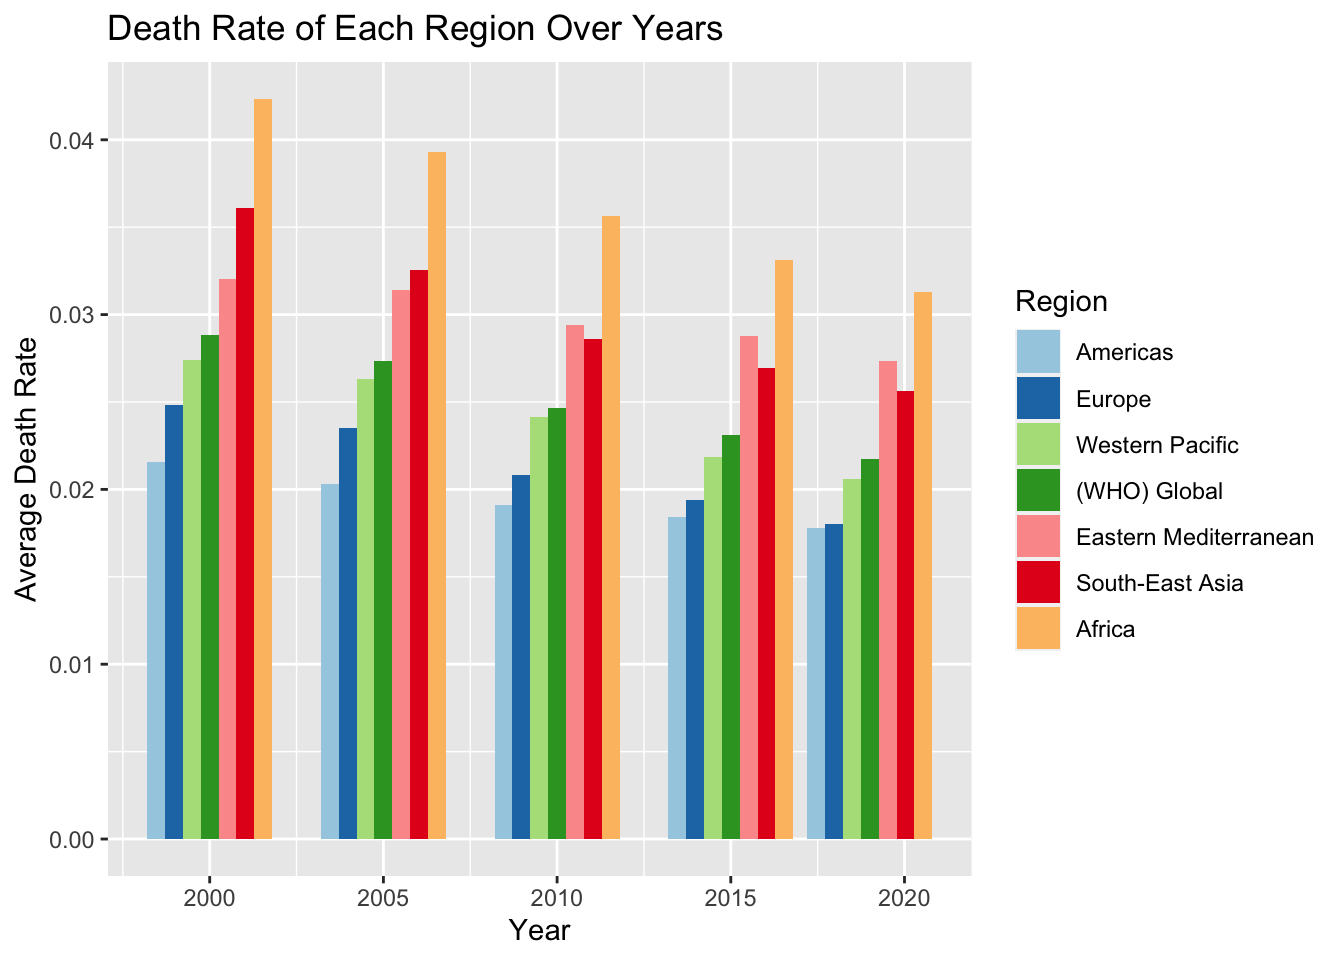 Death Rate of Each Region Over Years
Average Death Rate
0.04
0.03
0.02
0.01
0.00
2000 2005 2010 2015 2020
Year
Region
Americas
Europe
Western Pacific
(WHO) Global
Eastern Mediterranean
South-East Asia
Africa